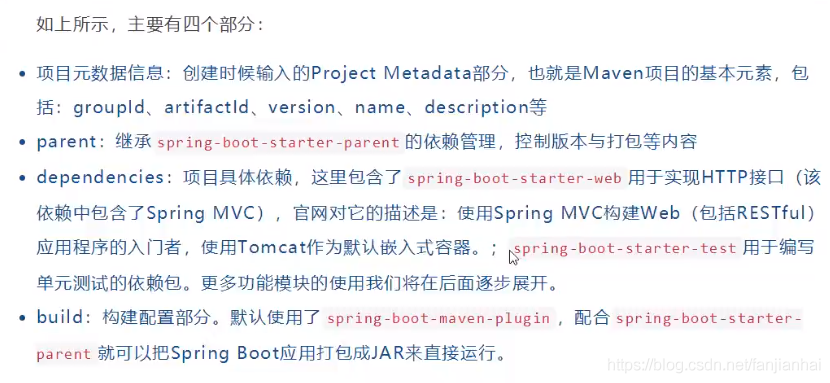 如上所示，主要有四个部分：
• 项目元数据信息：创建时候输入的Project Metadata部分，也就是Maven项目的基本元素，包
括：groupId、artifactId、version、name、description等
• parent：继承 spring-boot-starter-parent 的依赖管理，控制版本与打包等内容
• dependencies：项目具体依赖，这里包含了 spring-boot-starter-web 用于实现HTTP接口（该
依赖中包含了Spring MVC），官网对它的描述是：使用Spring MVC构建Web（包括RESTful）
应用程序的入门者，使用Tomcat作为默认嵌入式容器。； spring-boot-starter-test 用于编写
单元测试的依赖包。更多功能模块的使用我们将在后面逐步展开。
• build：构建配置部分。默认使用了 spring-boot-maven-plugin ，配合 spring-boot-starter-
parent 就可以把Spring Boot应用打包成JAR来直接运行。
https://blog.csdn.net/fanjianhai